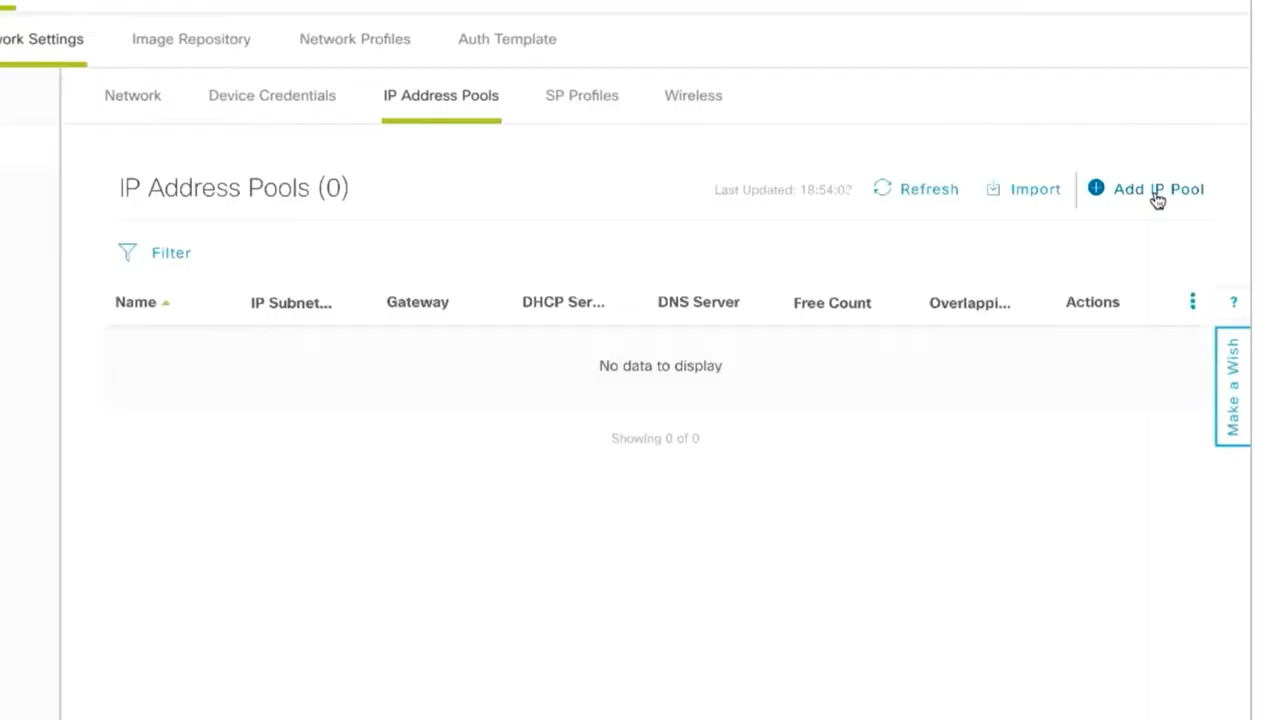 ork Settings Image Repository Network Profiles Auth Template
Network Device Credentials IP Address Pools SP Profiles Wireless
IP Address Pools (0) Last Updated: 18:54:02 Refresh Import Add IP Pool
Filter
Name IP Subnet... Gateway DHCP Ser... DNS Server Free Count Overlappi... Actions ?
No data to display
Make a Wish
Showing 0 of 0